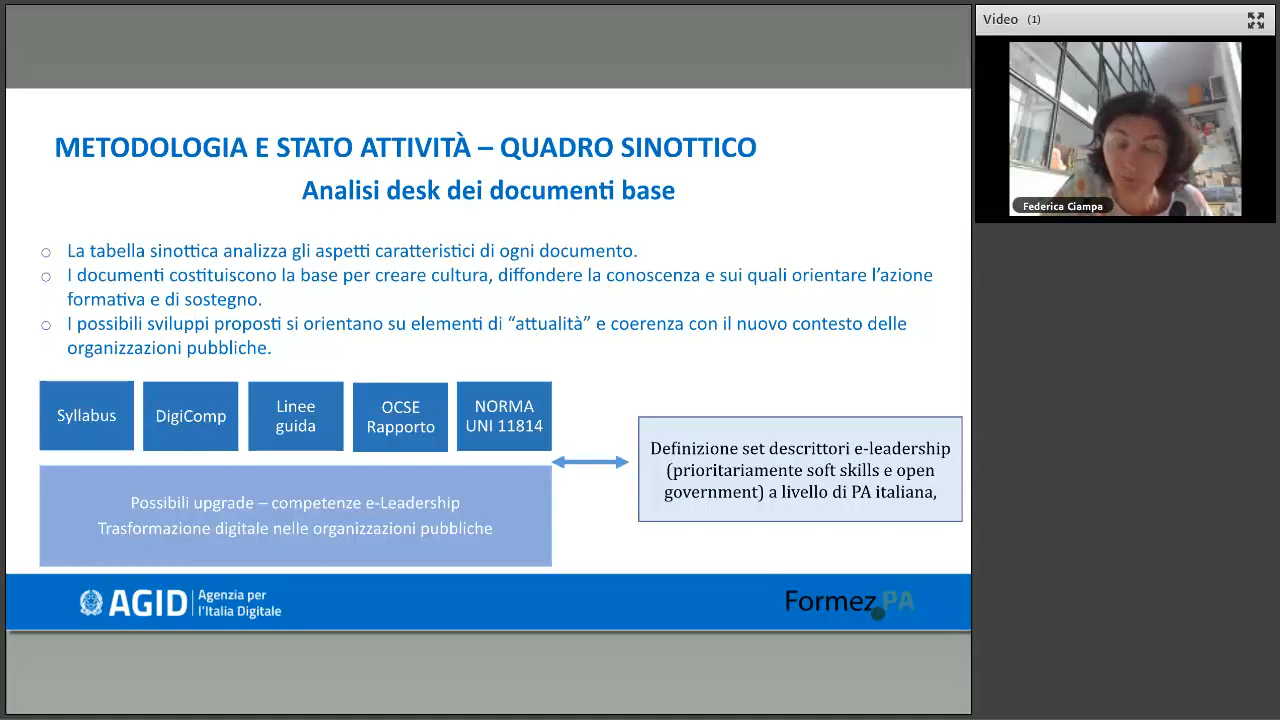 METODOLOGIA E STATO ATTIVITÀ – QUADRO SINOTTICO
Analisi desk dei documenti base
La tabella sinottica analizza gli aspetti caratteristici di ogni documento.
I documenti costituiscono la base per creare cultura, diffondere la conoscenza e sui quali orientare l’azione
formativa e di sostegno.
I possibili sviluppi proposti si orientano su elementi di “attualità” e coerenza con il nuovo contesto delle
organizzazioni pubbliche.
Syllabus
DigiComp
Linee
guida
OCSE
Rapporto
NORMA
UNI 11814
Possibili upgrade – competenze e-Leadership
Trasformazione digitale nelle organizzazioni pubbliche
Definizione set descrittori e-leadership
(prioritariamente soft skills e open
government) a livello di PA italiana,
AGID
Agenzia per
l’Italia Digitale
Formez PA
Video (1)
Federica Ciampa